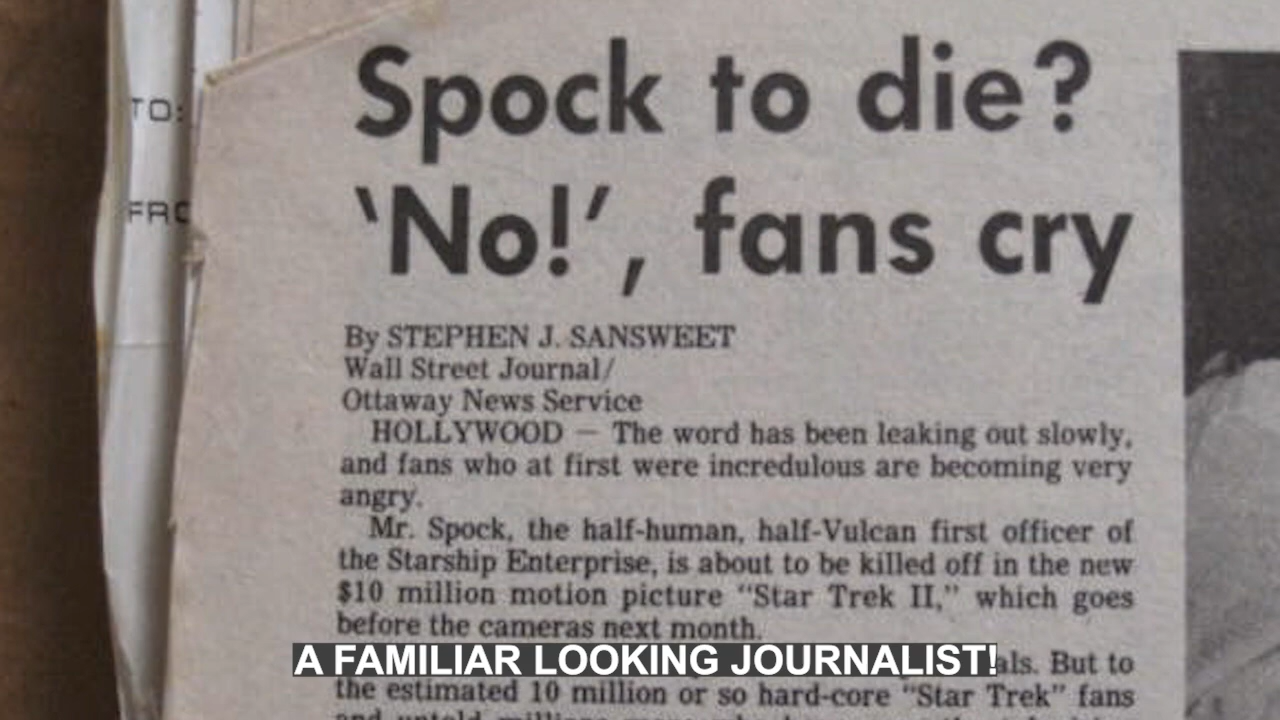 TO:
FRO
Spock to die?
‘No!’, fans cry
By STEPHEN J. SANSWEET
Wall Street Journal/
Ottaway News Service
HOLLYWOOD — The word has been leaking out slowly,
and fans who at first were incredulous are becoming very
angry.
Mr. Spock, the half-human, half-Vulcan first officer of
the Starship Enterprise, is about to be killed off in the new
$10 million motion picture “Star Trek II,” which goes
before the cameras next month.
A FAMILIAR LOOKING JOURNALIST!
als. But to
the estimated 10 million or so hard-core “Star Trek” fans